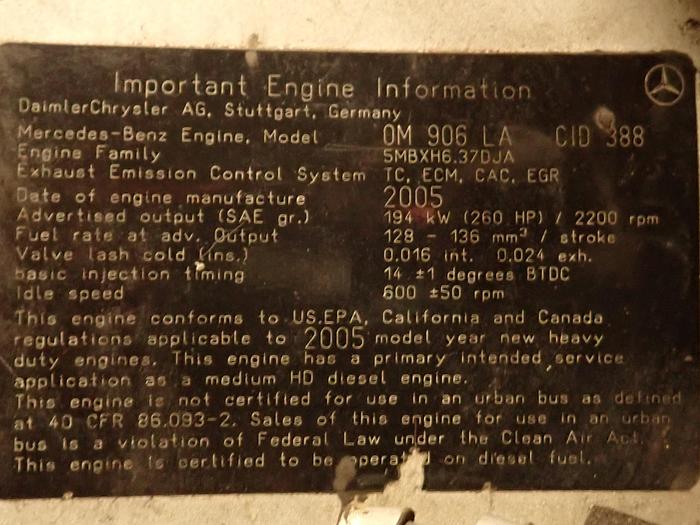 Important Engine Information
DaimlerChrysler AG, Stuttgart, Germany
Mercedes-Benz Engine, Model OM 906 LA CID 388
Engine Family 5MBXH6.37DJA
Exhaust Emission Control System TC, ECM, CAC, EGR
Date of engine manufacture 2005
Advertised output (SAE gr.) 194 kW (260 HP) / 2200 rpm
Fuel rate at adv. Output 128 - 136 mm³ / stroke
Valve lash cold (ins.) 0.016 int. 0.024 exh.
basic injection timing 14 ±1 degrees BTDC
Idle speed 600 ±50 rpm
This engine conforms to US.EPA, California and Canada
regulations applicable to 2005 model year new heavy
duty engines. This engine has a primary intended service
application as a medium HD diesel engine.
This engine is not certified for use in an urban bus as defined
at 40 CFR 86.093-2. Sales of this engine for use in an urban
bus is a violation of Federal Law under the Clean Air Act.
This engine is certified to be operated on diesel fuel.